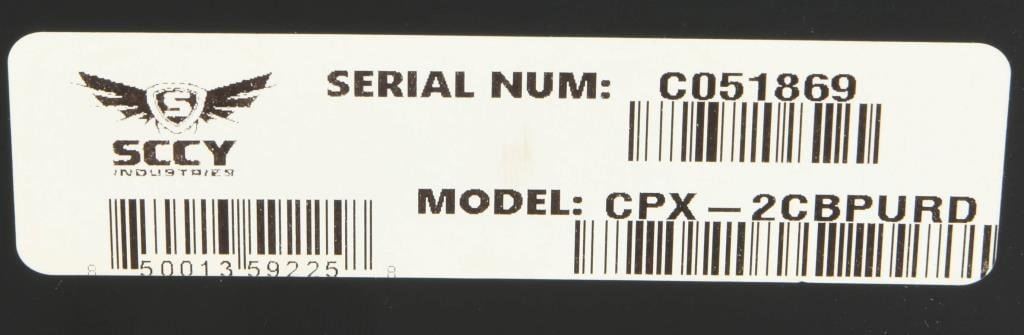 S
SCCY
INDUSTRIES
SERIAL NUM: C051869
MODEL: CPX-2CBPURD
8 50013 59225 8